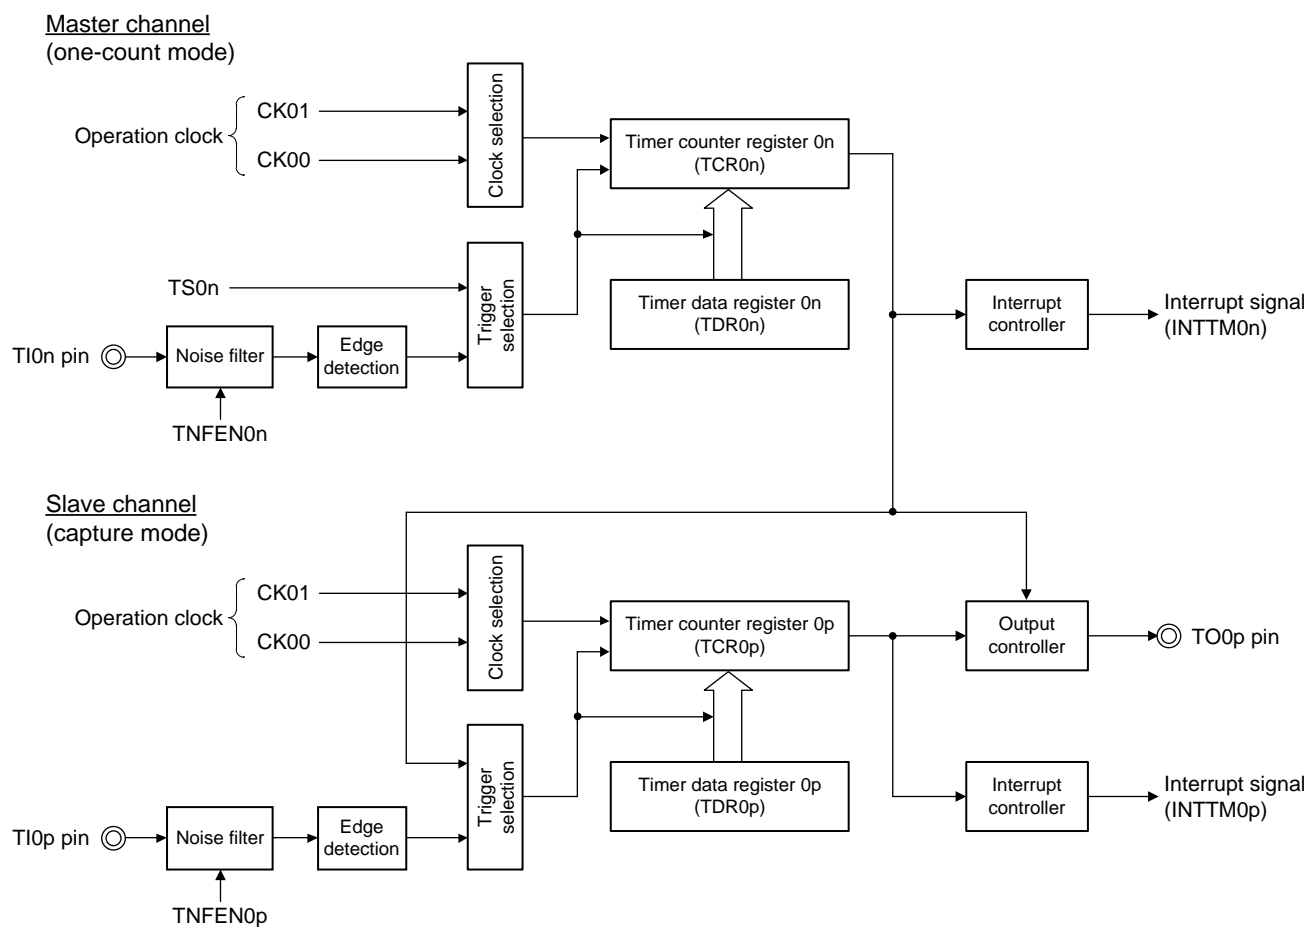 Master channel
(one-count mode)
Operation clock
CK01
CK00
Clock selection
Timer counter register 0n
(TCR0n)
TS0n
Trigger
selection
Timer data register 0n
(TDR0n)
Interrupt
controller
Interrupt signal
(INTTM0n)
TI0n pin
Noise filter
Edge
detection
TNFEN0n
Slave channel
(capture mode)
Operation clock
CK01
CK00
Clock selection
Timer counter register 0p
(TCR0p)
Output
controller
TO0p pin
Trigger
selection
Timer data register 0p
(TDR0p)
Interrupt
controller
Interrupt signal
(INTTM0p)
TI0p pin
Noise filter
Edge
detection
TNFEN0p